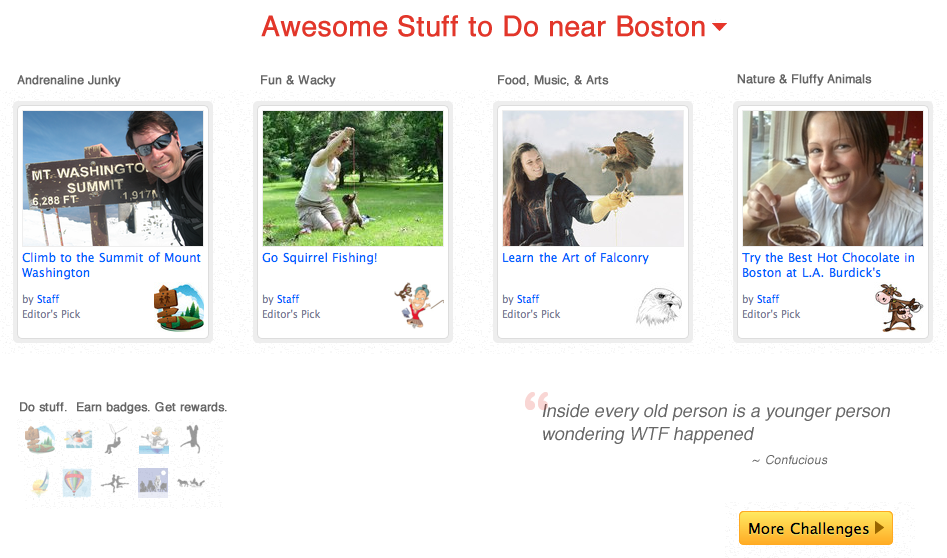 Awesome Stuff to Do near Boston
Andrenaline Junky
Fun & Wacky
Food, Music, & Arts
Nature & Fluffy Animals
MT. WASHINGTON
SUMMIT
6,288 FT. 1,917M
Climb to the Summit of Mount
Washington
by Staff
Editor's Pick
Go Squirrel Fishing!
by Staff
Editor's Pick
Learn the Art of Falconry
by Staff
Editor's Pick
Try the Best Hot Chocolate in
Boston at L.A. Burdick's
by Staff
Editor's Pick
Do stuff. Earn badges. Get rewards.
“Inside every old person is a younger person
wondering WTF happened
~ Confucious
More Challenges